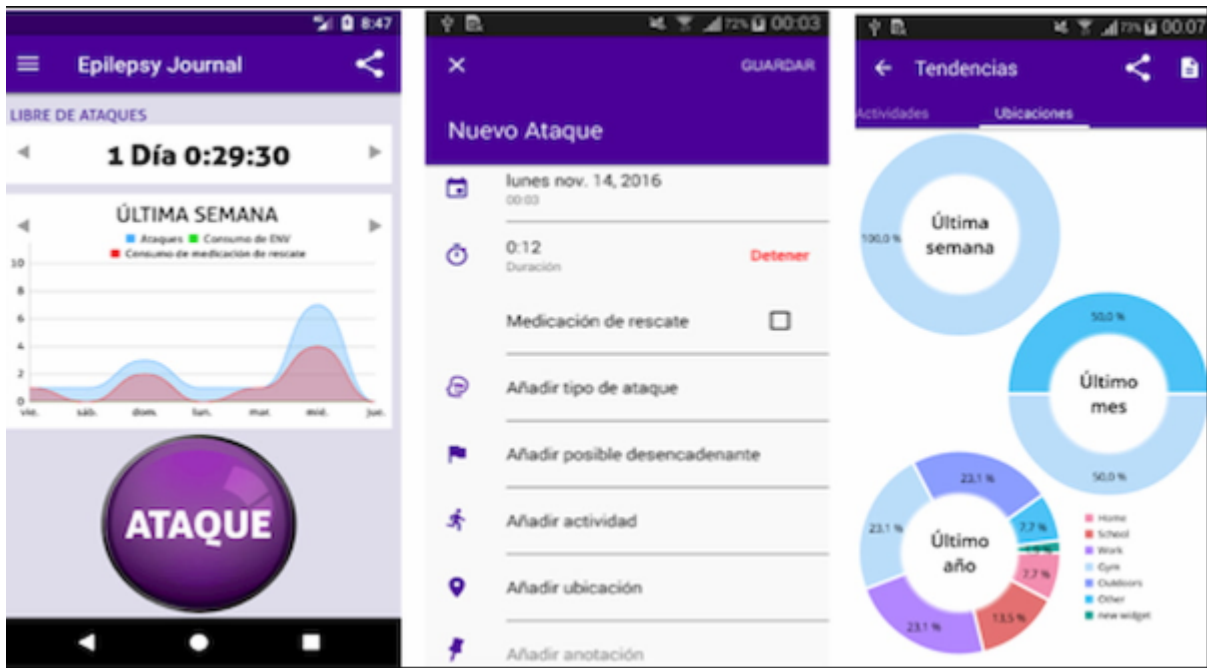 8:47
Epilepsy Journal
LIBRE DE ATAQUES
1 Día 0:29:30
ÚLTIMA SEMANA
Ataques Consumo de ENV
Consumo de medicación de rescate
10
8
6
4
2
0
vie. sáb. dom. lun. mar. mié. jue.
ATAQUE
72% 00:03
GUARDAR
Nuevo Ataque
lunes nov. 14, 2016
00:03
0:12
Duración
Detener
Medicación de rescate
Añadir tipo de ataque
Añadir posible desencadenante
Añadir actividad
Añadir ubicación
Añadir anotación
73% 00:07
Tendencias
Actividades Ubicaciones
100,0 %
Última
semana
50,0 %
Último
mes
50,0 %
23,1 %
23,1 %
7,7 %
Último
año
7,7 %
23,1 %
13,5 %
Home
School
Work
Gym
Outdoors
Other
new widget